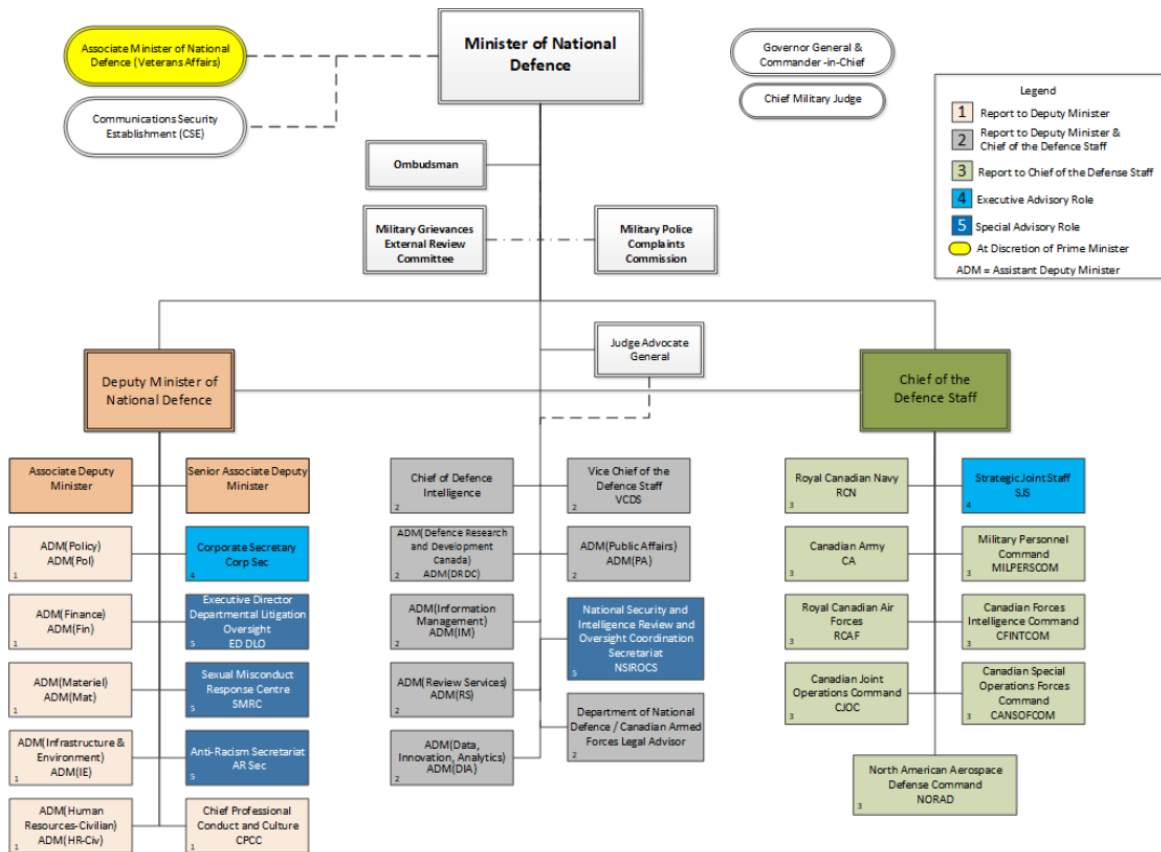 Associate Minister of National
Defence (Veterans Affairs)
Communications Security
Establishment (CSE)
Minister of National
Defence
Governor General &
Commander -in-Chief
Chief Military Judge
Legend
1 Report to Deputy Minister
2 Report to Deputy Minister &
Chief of the Defence Staff
3 Report to Chief of the Defense Staff
4 Executive Advisory Role
5 Special Advisory Role
At Discretion of Prime Minister
ADM = Assistant Deputy Minister
Ombudsman
Military Grievances
External Review
Committee
Military Police
Complaints
Commission
Judge Advocate
General
Deputy Minister of
National Defence
Chief of the
Defence Staff
Associate Deputy
Minister
Senior Associate Deputy
Minister
ADM(Policy)
ADM(Pol)
1
Corporate Secretary
Corp Sec
4
ADM(Finance)
ADM(Fin)
1
Executive Director
Departmental Litigation
Oversight
ED DLO
5
ADM(Materiel)
ADM(Mat)
1
Sexual Misconduct
Response Centre
SMRC
5
ADM(Infrastructure &
Environment)
ADM(IE)
1
Anti-Racism Secretariat
AR Sec
5
ADM(Human
Resources-Civilian)
ADM(HR-Civ)
1
Chief Professional
Conduct and Culture
CPCC
1
Chief of Defence
Intelligence
2
Vice Chief of the
Defence Staff
VCDS
2
ADM(Defence Research
and Development
Canada)
ADM(DRDC)
2
ADM(Public Affairs)
ADM(PA)
2
ADM(Information
Management)
ADM(IM)
2
National Security and
Intelligence Review and
Oversight Coordination
Secretariat
NSIROCS
5
ADM(Review Services)
ADM(RS)
2
Department of National
Defence / Canadian Armed
Forces Legal Advisor
2
ADM(Data,
Innovation, Analytics)
ADM(DIA)
2
Royal Canadian Navy
RCN
3
Strategic Joint Staff
SJS
4
Canadian Army
CA
3
Military Personnel
Command
MILPERSCOM
3
Royal Canadian Air
Forces
RCAF
3
Canadian Forces
Intelligence Command
CFINTCOM
3
Canadian Joint
Operations Command
CJOC
3
Canadian Special
Operations Forces
Command
CANSOFCOM
3
North American Aerospace
Defense Command
NORAD
3